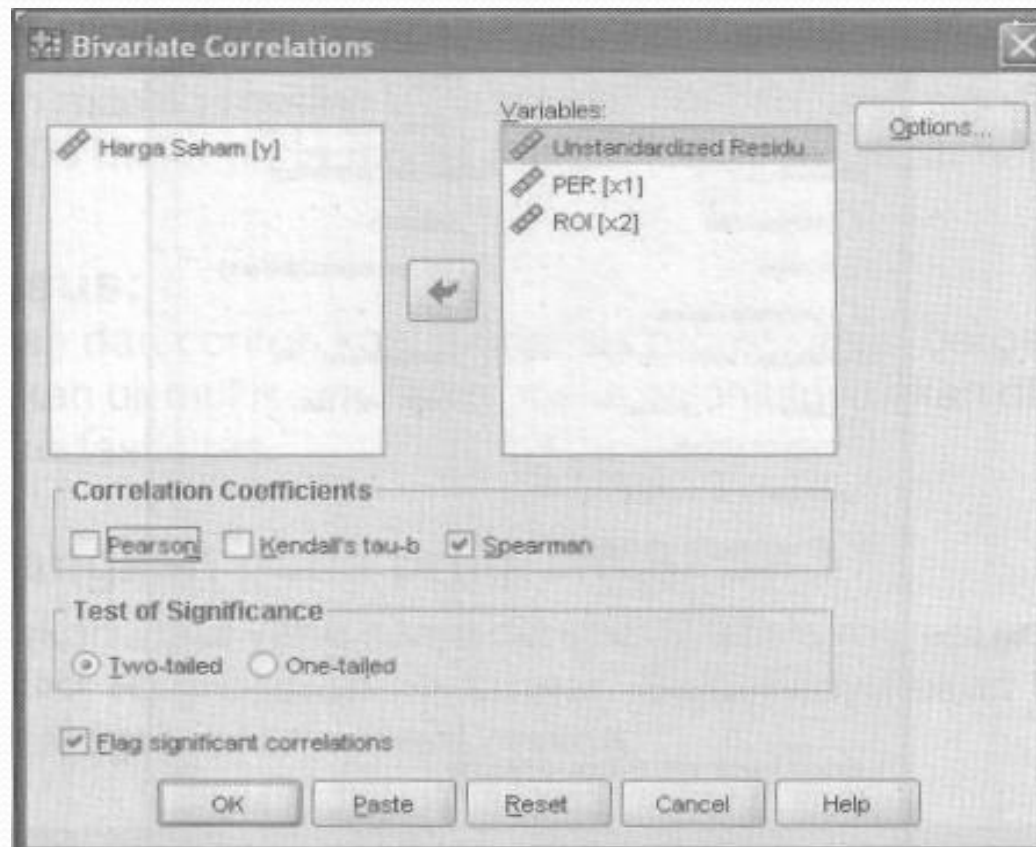 Bivariate Correlations
Variables:
Harga Saham [y]
Unstandardized Residu...
PER [x1]
ROI [x2]
Options...
Correlation Coefficients
Pearson Kendall's tau-b Spearman
Test of Significance
Two-tailed One-tailed
Flag significant correlations
OK Paste Reset Cancel Help